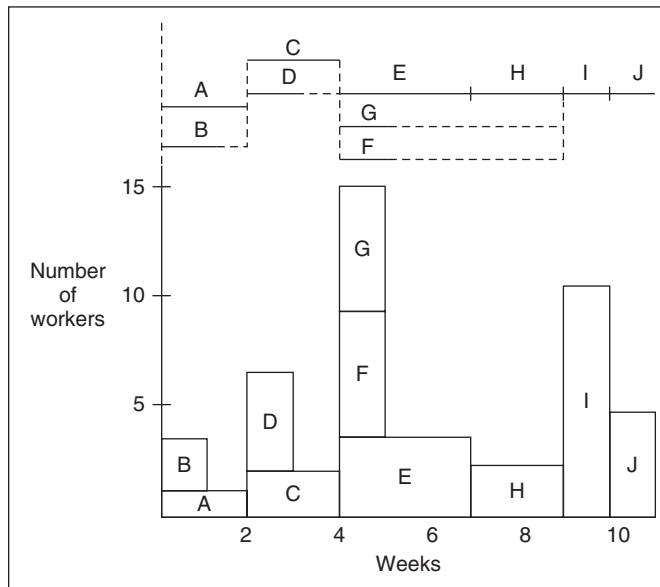 C
A D E H I J
B G
F
15
G
Number
of
workers
10
F
D
I
5
B
E
J
A C H
2 4 6 8 10
Weeks